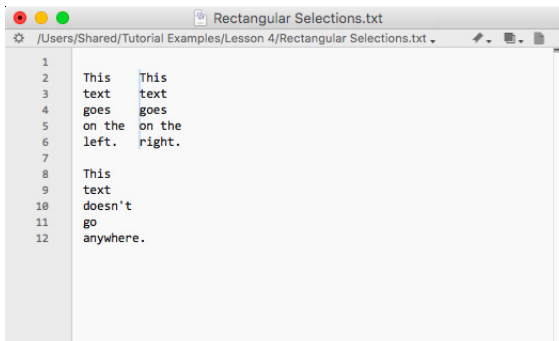 Rectangular Selections.txt
/Users/Shared/Tutorial Examples/Lesson 4/Rectangular Selections.txt
1
2 This This
3 text text
4 goes goes
5 on the on the
6 left. right.
7
8 This
9 text
10 doesn't
11 go
12 anywhere.